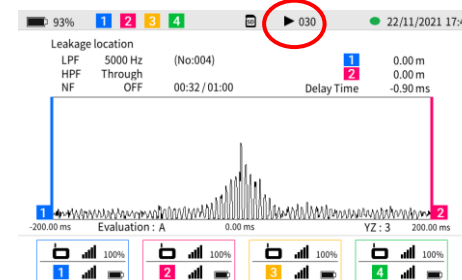 93% 1 2 3 4 SD 030 22/11/2021 17:4
Leakage location
LPF 5000 Hz (No:004) 1 0.00 m
HPF Through 2 0.00 m
NF OFF 00:32 / 01:00 Delay Time -0.90 ms
1 2
-200.00 ms Evaluation : A 0.00 ms YZ : 3 200.00 ms
100% 100% 100% 100%
1 2 3 4